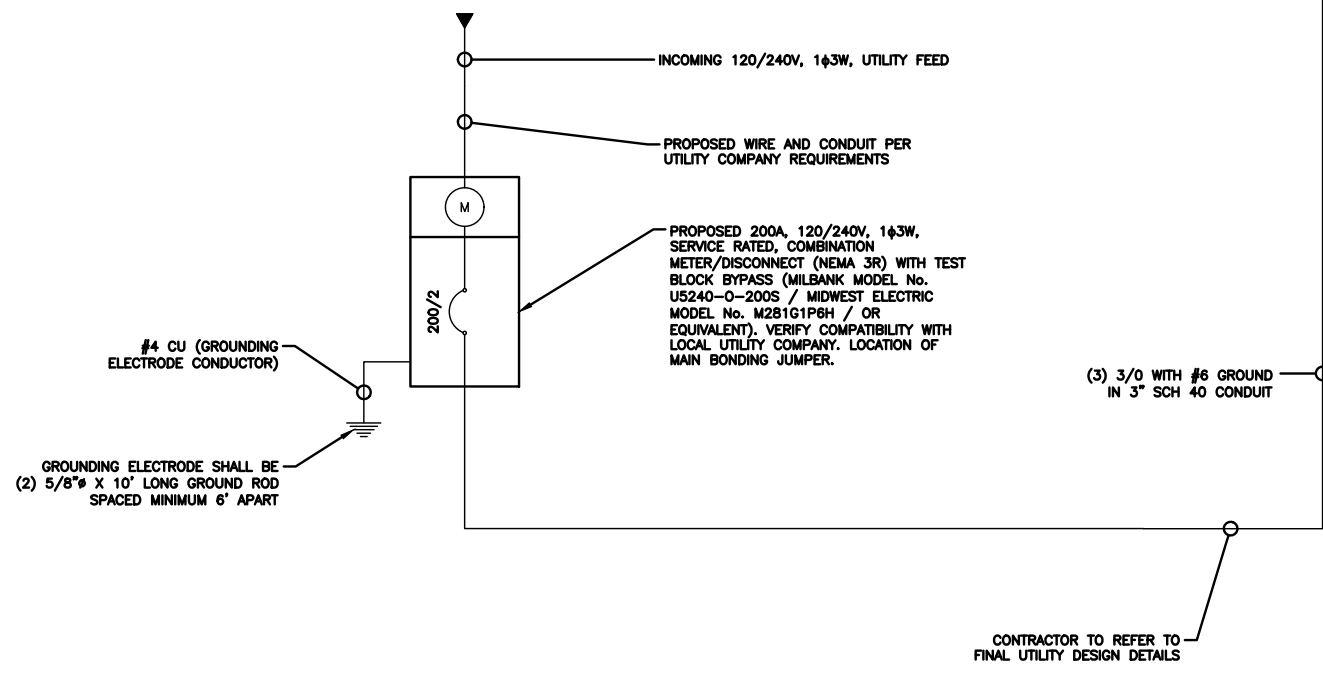 INCOMING 120/240V, 1ϕ3W, UTILITY FEED
PROPOSED WIRE AND CONDUIT PER
UTILITY COMPANY REQUIREMENTS
M
200/2
PROPOSED 200A, 120/240V, 1ϕ3W,
SERVICE RATED, COMBINATION
METER/DISCONNECT (NEMA 3R) WITH TEST
BLOCK BYPASS (MILBANK MODEL No.
U5240-O-200S / MIDWEST ELECTRIC
MODEL No. M281G1P6H / OR
EQUIVALENT). VERIFY COMPATIBILITY WITH
LOCAL UTILITY COMPANY. LOCATION OF
MAIN BONDING JUMPER.
#4 CU (GROUNDING
ELECTRODE CONDUCTOR)
(3) 3/0 WITH #6 GROUND
IN 3" SCH 40 CONDUIT
GROUNDING ELECTRODE SHALL BE
(2) 5/8"ø X 10' LONG GROUND ROD
SPACED MINIMUM 6' APART
CONTRACTOR TO REFER TO
FINAL UTILITY DESIGN DETAILS